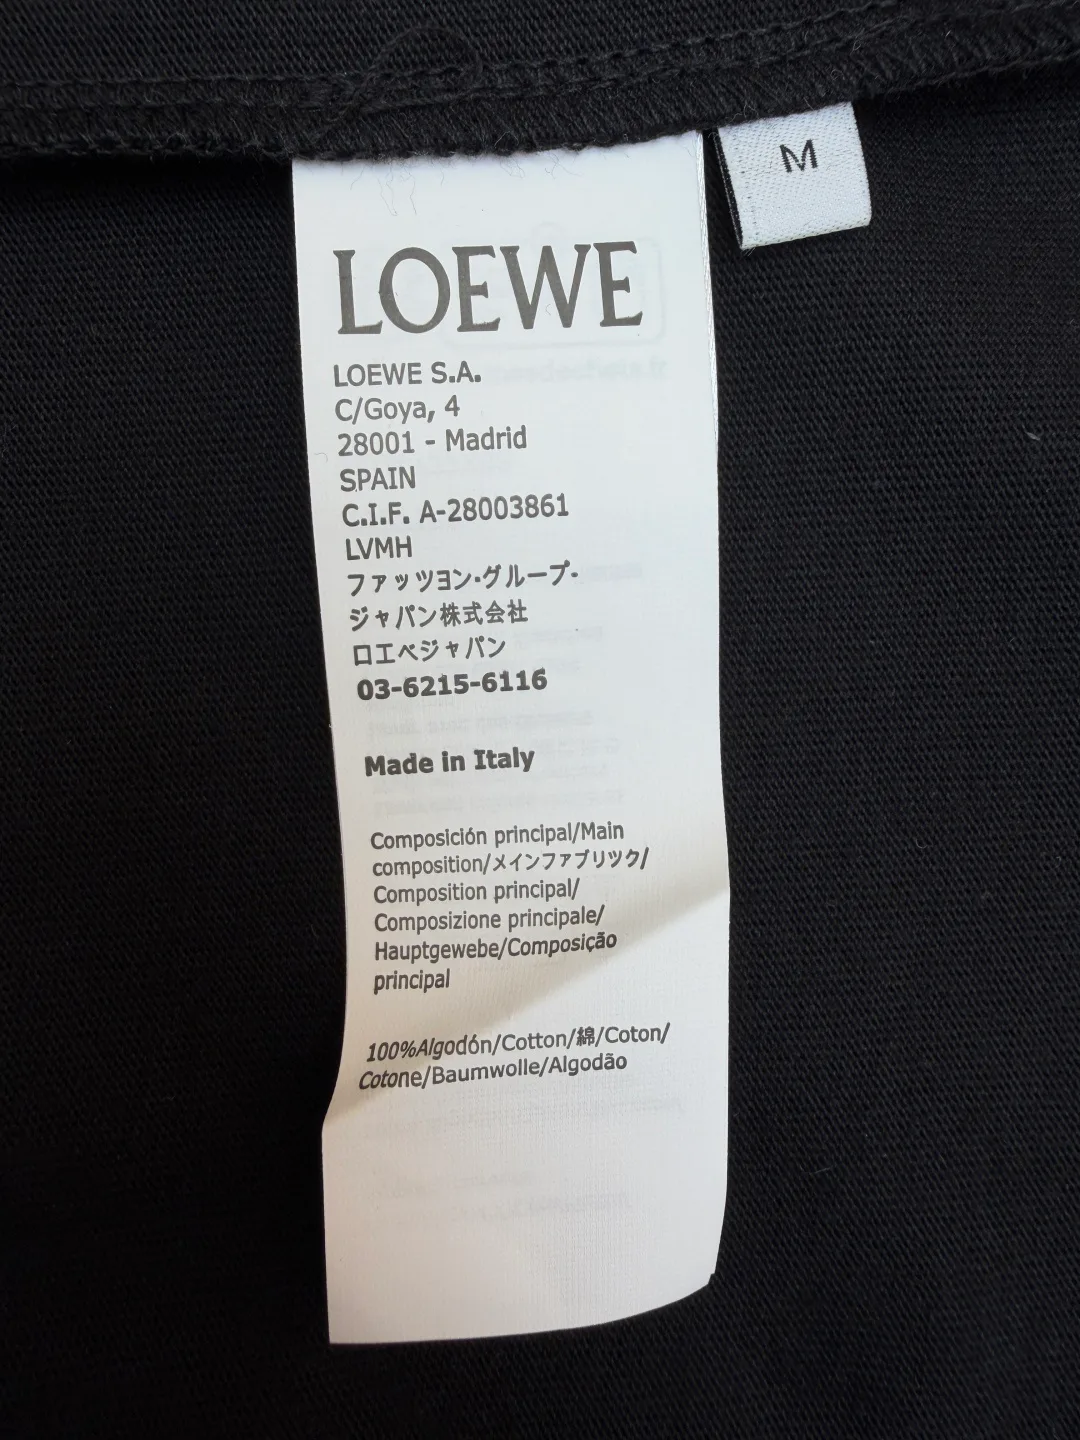 M
LOEWE
LOEWE S.A.
C/Goya, 4
28001 - Madrid
SPAIN
C.I.F. A-28003861
LVMH
ファッツヨン·グループ-
ジャパン株式会社
ロエベジャパン
03-6215-6116
Made in Italy
Composición principal/Main
composition/メインファブリック/
Composition principal/
Composizione principale/
Hauptgewebe/Composição
principal
100%Algodón/Cotton/綿/Coton/
Cotone/Baumwolle/Algodão